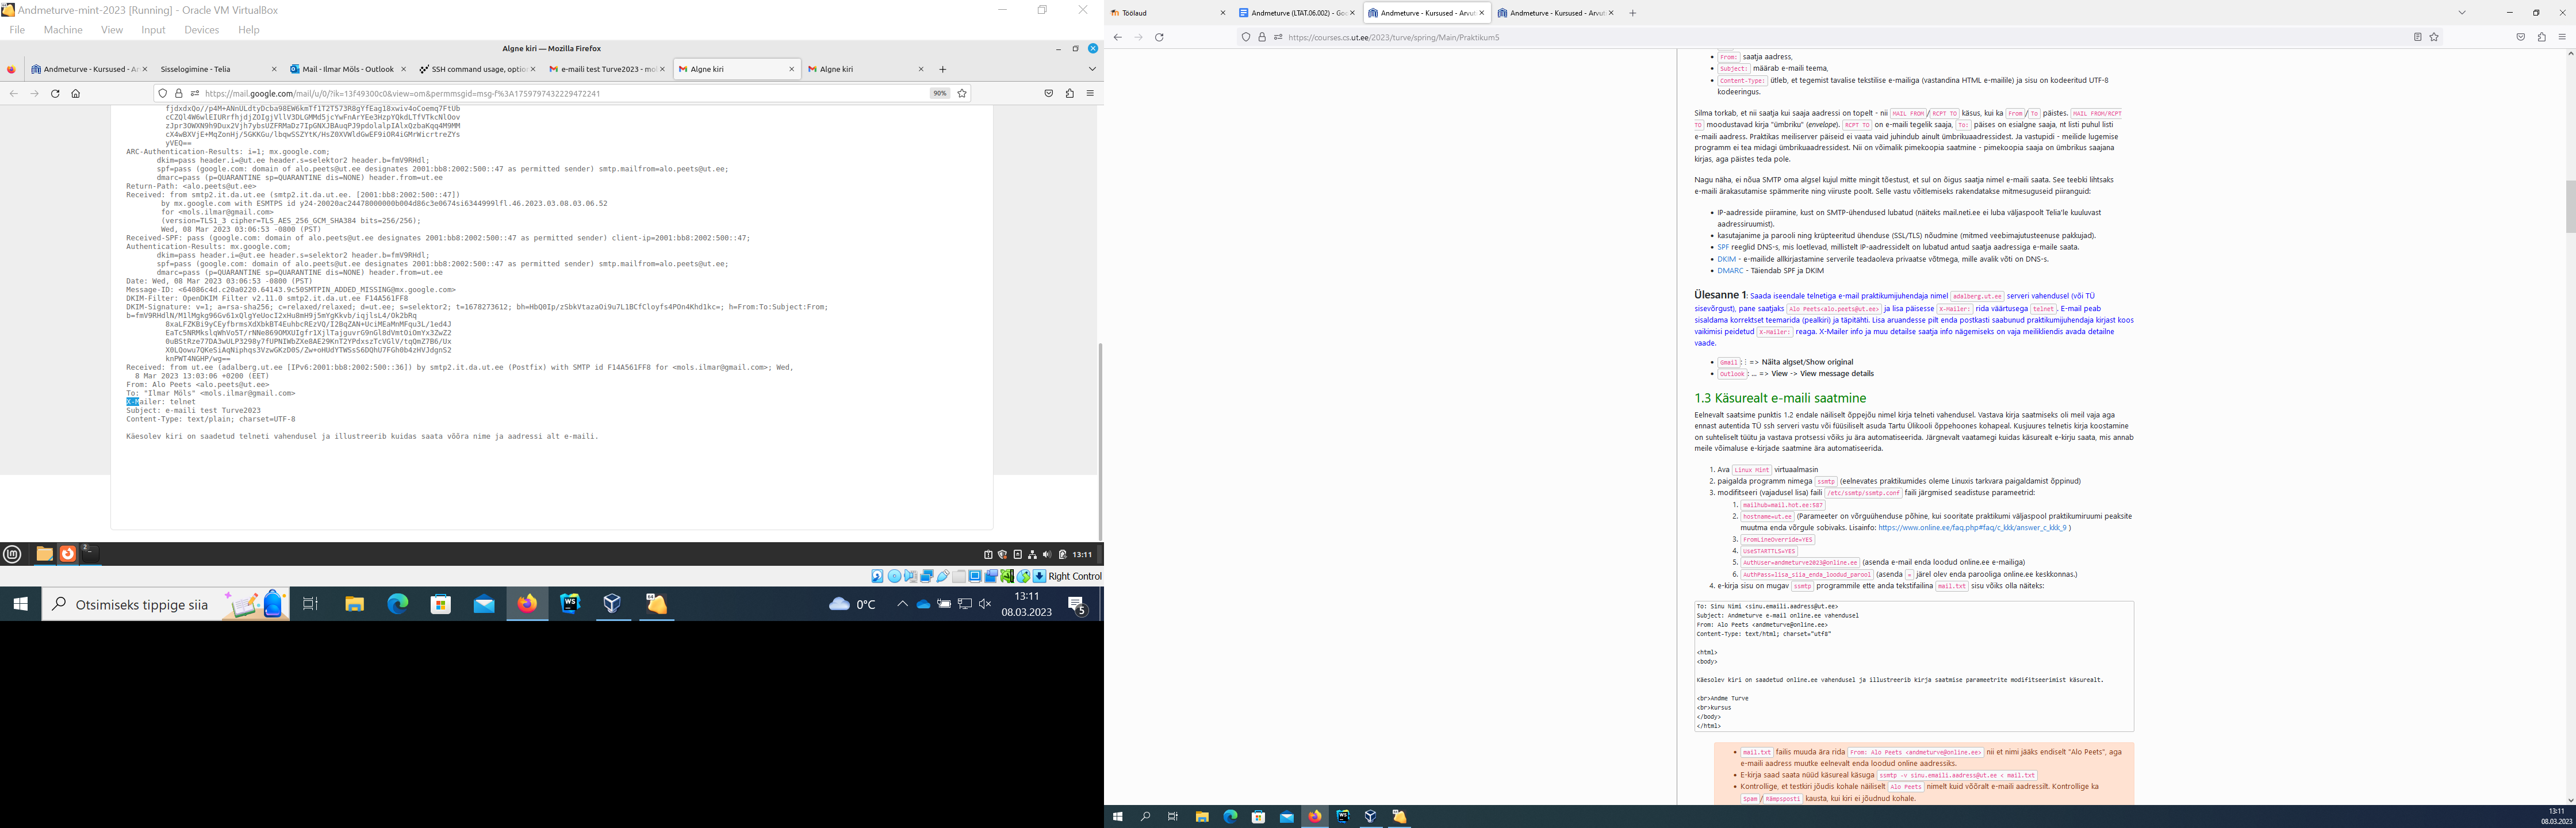 Andmeturve-mint-2023 [Running] - Oracle VM VirtualBox
File Machine View Input Devices Help
Algne kiri — Mozilla Firefox
Andmeturve - Kursused - Ar
Sisselogimine - Telia
Mail - Ilmar Möls - Outlook
SSH command usage, optio
e-maili test Turve2023 - mo
Algne kiri
Algne kiri
https://mail.google.com/mail/u/0/?ik=13f49300c0&view=om&permmsgid=msg-f%3A1759797432229472241
90%
ARC-Authentication-Results: i=1; mx.google.com;
dkim=pass header.i=@ut.ee header.s=selektor2 header.b=fmV9RHdl;
spf=pass (google.com: domain of alo.peets@ut.ee designates 2001:bb8:2002:500::47 as permitted sender) smtp.mailfrom=alo.peets@ut.ee;
dmarc=pass (p=QUARANTINE sp=QUARANTINE dis=NONE) header.from=ut.ee
Return-Path: <alo.peets@ut.ee>
Received: from smtp2.it.da.ut.ee (smtp2.it.da.ut.ee. [2001:bb8:2002:500::47])
by mx.google.com with ESMTPS id y24-20020ac24478000000b004d86c3e0674si6344999lfl.46.2023.03.08.03.06.52
for <mols.ilmar@gmail.com>
(version=TLS1_3 cipher=TLS_AES_256_GCM_SHA384 bits=256/256);
Wed, 08 Mar 2023 03:06:53 -0800 (PST)
Received-SPF: pass (google.com: domain of alo.peets@ut.ee designates 2001:bb8:2002:500::47 as permitted sender) client-ip=2001:bb8:2002:500::47;
Authentication-Results: mx.google.com;
dkim=pass header.i=@ut.ee header.s=selektor2 header.b=fmV9RHdl;
spf=pass (google.com: domain of alo.peets@ut.ee designates 2001:bb8:2002:500::47 as permitted sender) smtp.mailfrom=alo.peets@ut.ee;
dmarc=pass (p=QUARANTINE sp=QUARANTINE dis=NONE) header.from=ut.ee
Date: Wed, 08 Mar 2023 03:06:53 -0800 (PST)
Message-ID: <64086c4d.c20a0220.64143.9c50SMTPIN_ADDED_MISSING@mx.google.com>
DKIM-Filter: OpenDKIM Filter v2.11.0 smtp2.it.da.ut.ee F14A561FF8
DKIM-Signature: v=1; a=rsa-sha256; c=relaxed/relaxed; d=ut.ee; s=selektor2; t=1678273612; bh=HbQ0Ip/zSbkVtazaOi9u7L1BCfCloyfs4POn4Khd1kc=; h=From:To:Subject:From;
knPWT4NGHP/wg==
Received: from ut.ee (adalberg.ut.ee [IPv6:2001:bb8:2002:500::36]) by smtp2.it.da.ut.ee (Postfix) with SMTP id F14A561FF8 for <mols.ilmar@gmail.com>; Wed,
8 Mar 2023 13:03:06 +0200 (EET)
From: Alo Peets <alo.peets@ut.ee>
To: "Ilmar Möls" <mols.ilmar@gmail.com>
X-Mailer: telnet
Subject: e-maili test Turve2023
Content-Type: text/plain; charset=UTF-8
Käesolev kiri on saadetud telneti vahendusel ja illustreerib kuidas saata võõra nime ja aadressi alt e-maili.
13:11
Right Control
Otsimiseks tippige siia
0°C
13:11
08.03.2023
5
Töölaud
Andmeturve (LTAT.06.002) - Goo
Andmeturve - Kursused - Arvut
Andmeturve - Kursused - Arvut
https://courses.cs.ut.ee/2023/turve/spring/Main/Praktikum5
From: saatja aadress,
Subject: määrab e-maili teema,
Content-Type: ütleb, et tegemist tavalise tekstilise e-mailiga (vastandina HTML e-mailile) ja sisu on kodeeritud UTF-8
kodeeringus.
Silma torkab, et nii saatja kui saaja aadressi on topelt - nii MAIL FROM / RCPT TO käsus, kui ka From / To päistes. MAIL FROM/RCPT
TO moodustavad kirja "ümbriku" (envelope). RCPT TO on e-maili tegelik saaja, To: päises on esialgne saaja, nt listi puhul listi
e-maili aadress. Praktikas meiliserver päiseid ei vaata vaid juhindub ainult ümbrikuaadressidest. Ja vastupidi - meilide lugemise
programm ei tea midagi ümbrikuaadressidest. Nii on võimalik pimekoopia saatmine - pimekoopia saaja on ümbrikus saajana
kirjas, aga päistes teda pole.
Nagu näha, ei nõua SMTP oma algsel kujul mitte mingit tõestust, et sul on õigus saatja nimel e-maili saata. See teebki lihtsaks
e-maili ärakasutamise spämmerite ning viiruste poolt. Selle vastu võitlemiseks rakendatakse mitmesuguseid piiranguid:
IP-aadresside piiramine, kust on SMTP-ühendused lubatud (näiteks mail.neti.ee ei luba väljaspoolt Telia'le kuuluvast
aadressiruumist).
kasutajanime ja parooli ning krüpteeritud ühenduse (SSL/TLS) nõudmine (mitmed veebimajutusteenuse pakkujad).
SPF reeglid DNS-s, mis loetlevad, millistelt IP-aadressidelt on lubatud antud saatja aadressiga e-maile saata.
DKIM - e-mailide allkirjastamine serverile teadaoleva privaatse võtmega, mille avalik võti on DNS-s.
DMARC - Täiendab SPF ja DKIM
Ülesanne 1: Saada iseendale telnetiga e-mail praktikumijuhendaja nimel adalberg.ut.ee serveri vahendusel (või TÜ
sisevõrgust), pane saatjaks Alo Peets<alo.peets@ut.ee> ja lisa päisesse X-Mailer: rida väärtusega telnet. E-mail peab
sisaldama korrektset teemarida (pealkiri) ja täpitähti. Lisa aruandesse pilt enda postkasti saabunud praktikumijuhendaja kirjast koos
vaikimisi peidetud X-Mailer: reaga. X-Mailer info ja muu detailse saatja info nägemiseks on vaja meilikliendis avada detailne
vaade.
Gmail: ⋮ => Näita algset/Show original
Outlook: ... => View -> View message details
1.3 Käsurealt e-maili saatmine
Eelnevalt saatsime punktis 1.2 endale näiliselt õppejõu nimel kirja telneti vahendusel. Vastava kirja saatmiseks oli meil vaja aga
ennast autentida TÜ ssh serveri vastu või füüsiliselt asuda Tartu Ülikooli õppehoones kohapeal. Kusjuures telnetis kirja koostamine
on suhteliselt tüütu ja vastava protsessi võiks ju ära automatiseerida. Järgnevalt vaatamegi kuidas käsurealt e-kirju saata, mis annab
meile võimaluse e-kirjade saatmine ära automatiseerida.
1. Ava Linux Mint virtuaalmasin
2. paigalda programm nimega ssmtp (eelnevates praktikumides oleme Linuxis tarkvara paigaldamist õppinud)
3. modifitseeri (vajadusel lisa) faili /etc/ssmtp/ssmtp.conf faili järgmised seadistuse parameetrid:
1. mailhub=mail.hot.ee:587
2. hostname=ut.ee (Parameeter on võrguühenduse põhine, kui sooritate praktikumi väljaspool praktikumiruumi peaksite
muutma enda võrgule sobivaks. Lisainfo: https://www.online.ee/faq.php#faq/c_kkk/answer_c_kkk_9 )
3. FromLineOverride=YES
4. UseSTARTTLS=YES
5. AuthUser=andmeturve2023@online.ee (asenda e-mail enda loodud online.ee e-mailiga)
6. AuthPass=lisa_siia_enda_loodud_parool (asenda = järel olev enda parooliga online.ee keskkonnas.)
4. e-kirja sisu on mugav ssmtp programmile ette anda tekstifailina mail.txt sisu võiks olla näiteks:
To: Sinu Nimi <sinu.emaili.aadress@ut.ee>
Subject: Andmeturve e-mail online.ee vahendusel
From: Alo Peets <andmeturve@online.ee>
Content-Type: text/html; charset="utf8"
<html>
<body>
Käesolev kiri on saadetud online.ee vahendusel ja illustreerib kirja saatmise parameetrite modifitseerimist käsurealt.
<br>Andme Turve
<br>kursus
</body>
</html>
mail.txt failis muuda ära rida From: Alo Peets <andmeturve@online.ee> nii et nimi jääks endiselt "Alo Peets", aga
e-maili aadress muutke eelnevalt enda loodud online aadressiks.
E-kirja saad saata nüüd käsureal käsuga ssmtp -v sinu.emaili.aadress@ut.ee < mail.txt
Kontrollige, et testkiri jõudis kohale näiliselt Alo Peets nimelt kuid võõralt e-maili aadressilt. Kontrollige ka
Spam / Rämpsposti kausta, kui kiri ei jõudnud kohale.
13:11
08.03.2023